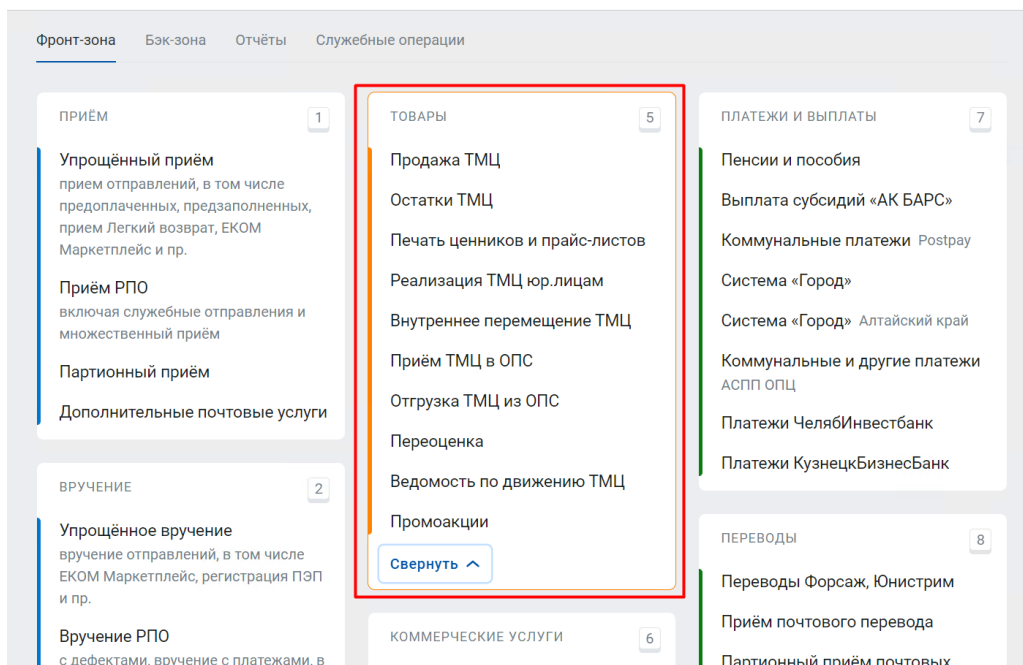 Фронт-зона Бэк-зона Отчёты Служебные операции
ПРИЁМ 1
Упрощённый приём
прием отправлений, в том числе
предоплаченных, предзаполненных,
прием Легкий возврат, ЕКОМ
Маркетплейс и пр.
Приём РПО
включая служебные отправления и
множественный приём
Партионный приём
Дополнительные почтовые услуги
ВРУЧЕНИЕ 2
Упрощённое вручение
вручение отправлений, в том числе
ЕКОМ Маркетплейс, регистрация ПЭП
и пр.
Вручение РПО
с дефектами, вручение с платежами, в
ТОВАРЫ 5
Продажа ТМЦ
Остатки ТМЦ
Печать ценников и прайс-листов
Реализация ТМЦ юр.лицам
Внутреннее перемещение ТМЦ
Приём ТМЦ в ОПС
Отгрузка ТМЦ из ОПС
Переоценка
Ведомость по движению ТМЦ
Промоакции
Свернуть
КОММЕРЧЕСКИЕ УСЛУГИ 6
ПЛАТЕЖИ И ВЫПЛАТЫ 7
Пенсии и пособия
Выплата субсидий «АК БАРС»
Коммунальные платежи Postpay
Система «Город»
Система «Город» Алтайский край
Коммунальные и другие платежи
АСПП ОПЦ
Платежи ЧелябИнвестбанк
Платежи КузнецкБизнесБанк
ПЕРЕВОДЫ 8
Переводы Форсаж, Юнистрим
Приём почтового перевода
Партионный приём почтовых